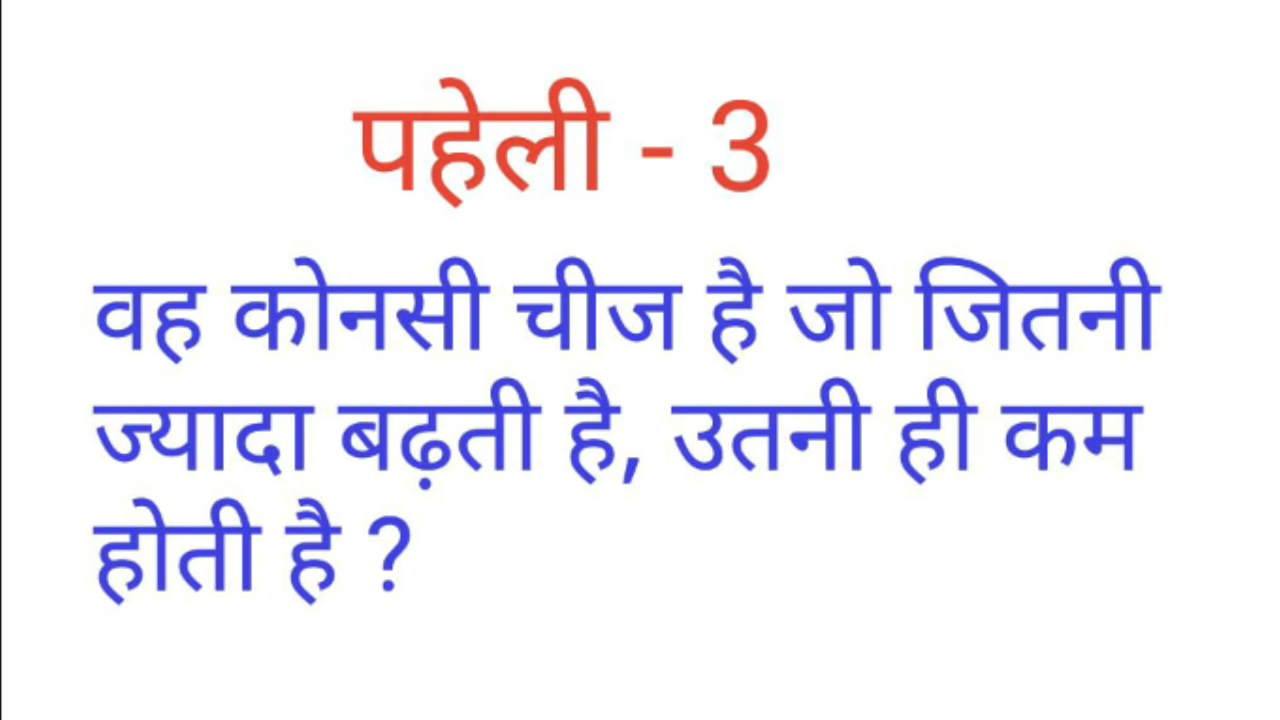 पहेली - 3
वह कोनसी चीज है जो जितनी
ज्यादा बढ़ती है, उतनी ही कम
होती है ?